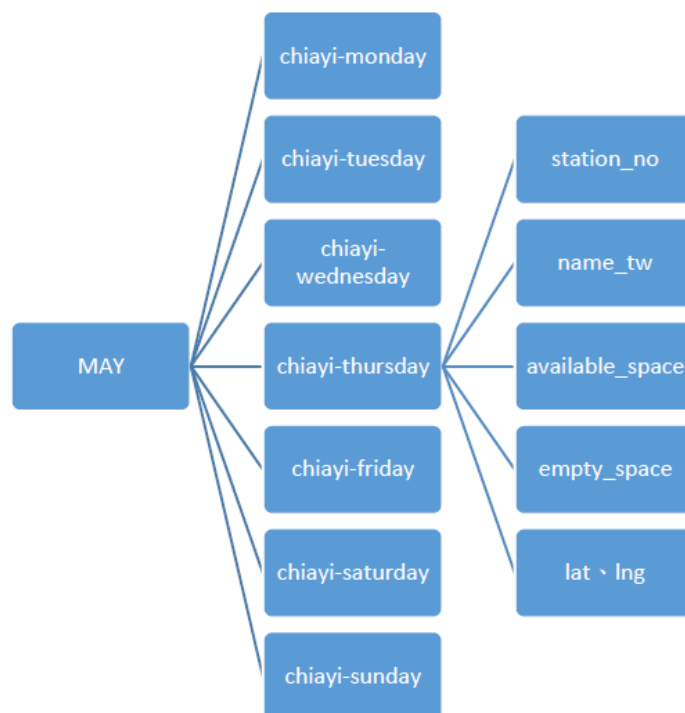 MAY
chiayi-monday
chiayi-tuesday
chiayi-
wednesday
chiayi-thursday
chiayi-friday
chiayi-saturday
chiayi-sunday
station_no
name_tw
available_space
empty_space
lat、lng